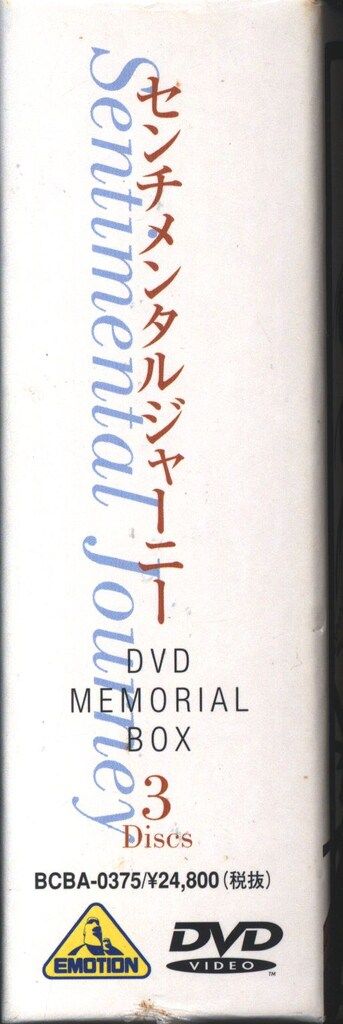 センチメンタルジャーニー
Sentimental Journey
DVD
MEMORIAL
BOX
3
Discs
BCBA-0375/¥24,800(税抜)
EMOTION
DVD
VIDEO
TM